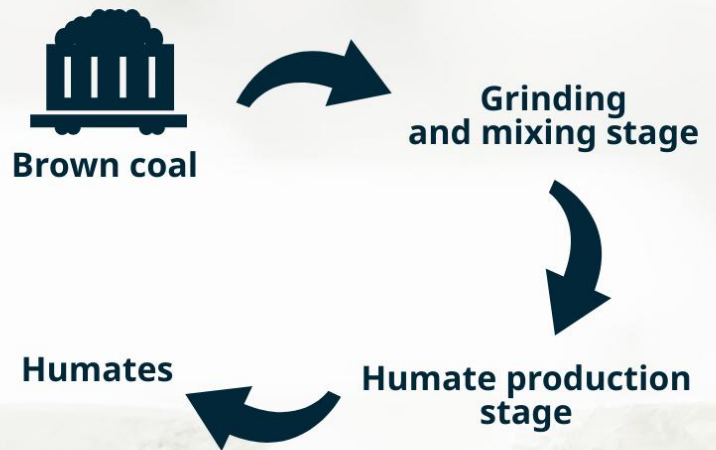 Brown coal
Grinding
and mixing stage
Humate production
stage
Humates